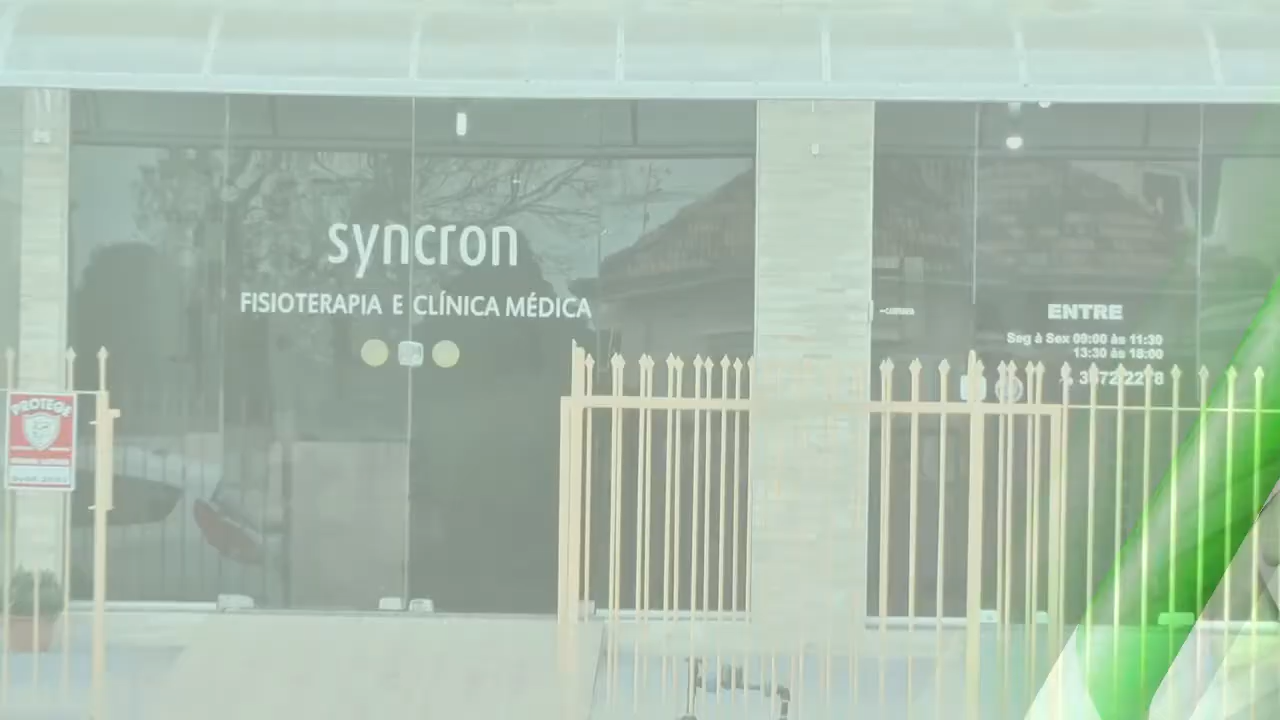 syncron
FISIOTERAPIA E CLÍNICA MÉDICA
ENTRE
Seg à Sex 09:00 às 11:30
13:30 às 18:00
PROTEGE